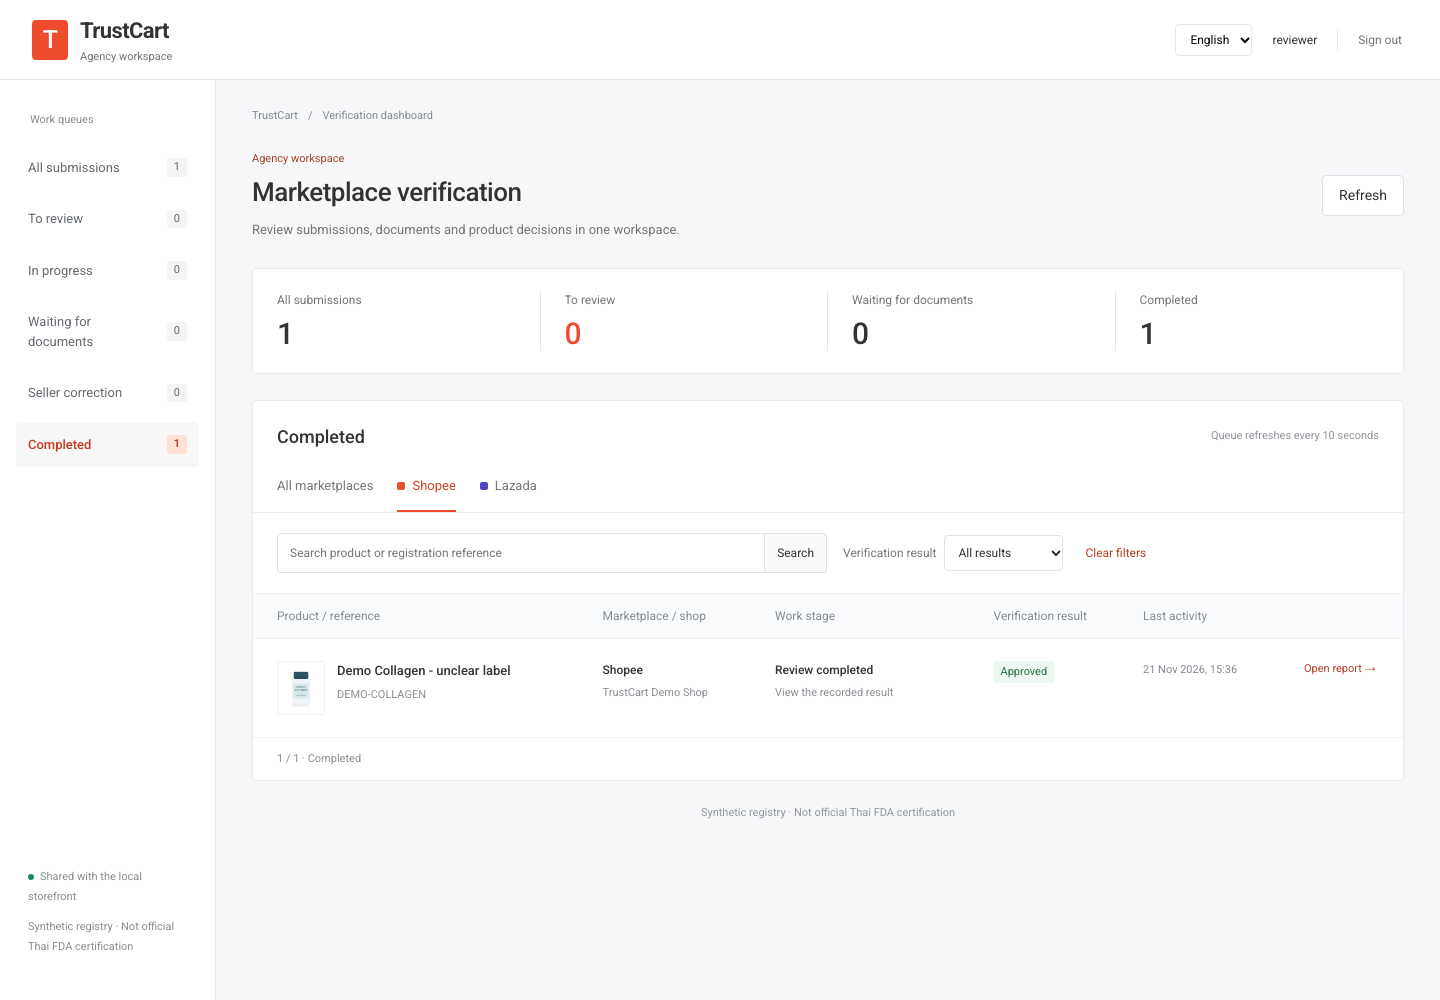 T
TrustCart
Agency workspace
English
reviewer
Sign out
Work queues
All submissions 1
To review 0
In progress 0
Waiting for
documents 0
Seller correction 0
Completed 1
Shared with the local
storefront
Synthetic registry · Not official
Thai FDA certification
TrustCart / Verification dashboard
Agency workspace
Marketplace verification
Review submissions, documents and product decisions in one workspace.
Refresh
All submissions To review Waiting for documents Completed
1 0 0 1
Completed
Queue refreshes every 10 seconds
All marketplaces Shopee Lazada
Search product or registration reference Search Verification result All results Clear filters
Product / reference Marketplace / shop Work stage Verification result Last activity
Demo Collagen - unclear label Shopee Review completed Approved 21 Nov 2026, 15:36 Open report →
DEMO-COLLAGEN TrustCart Demo Shop View the recorded result
1 / 1 · Completed
Synthetic registry · Not official Thai FDA certification